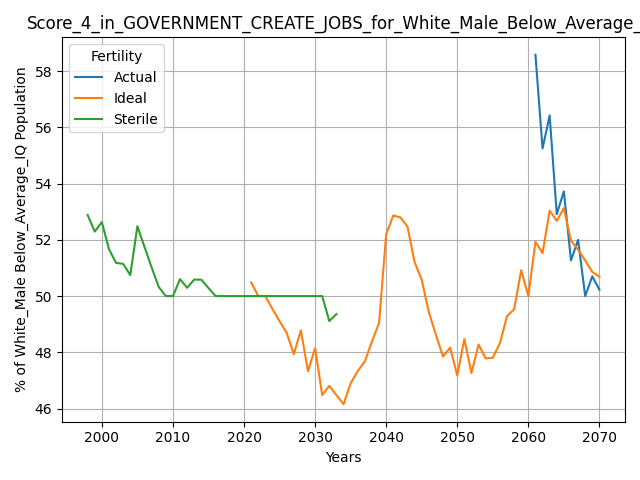 Score_4_in_GOVERNMENT_CREATE_JOBS_for_White_Male_Below_Average_
Fertility
Actual
Ideal
Sterile
% of White_Male Below_Average_IQ Population
58
56
54
52
50
48
46
2000 2010 2020 2030 2040 2050 2060 2070
Years